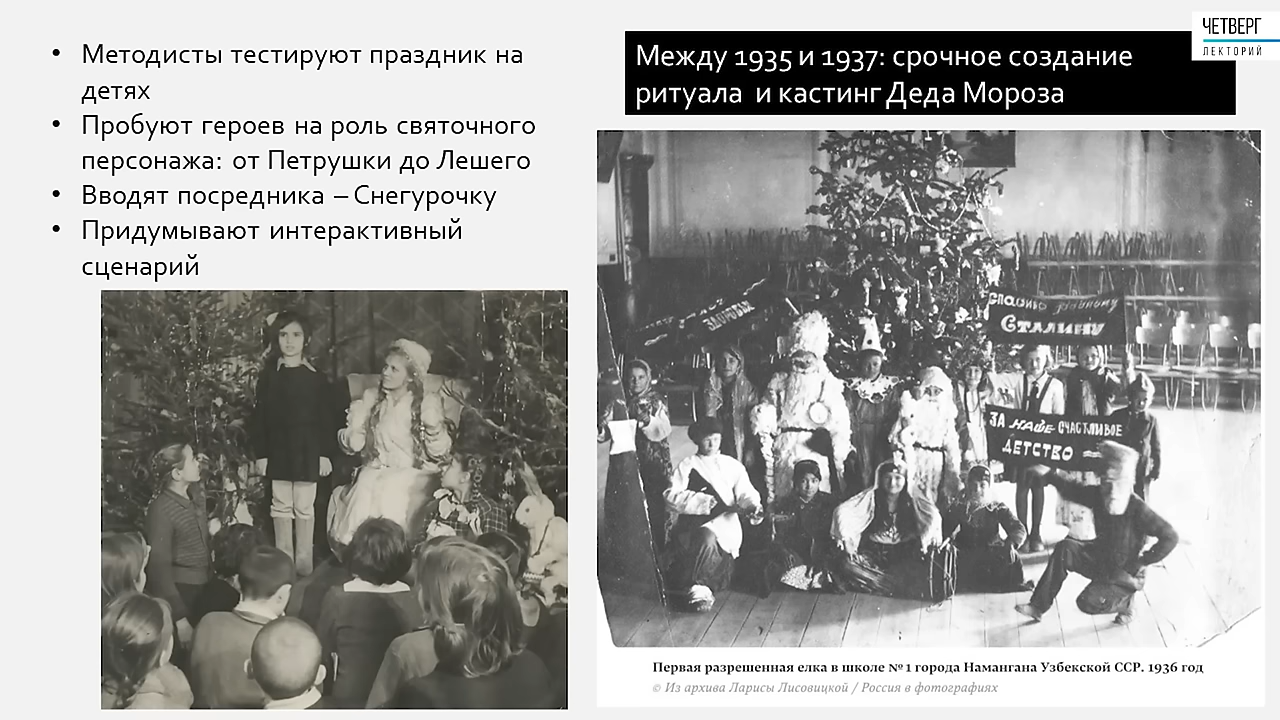 • Методисты тестируют праздник на
детях
• Пробуют героев на роль святочного
персонажа: от Петрушки до Лешего
• Вводят посредника – Снегурочку
• Придумывают интерактивный
сценарий
Между 1935 и 1937: срочное создание
ритуала и кастинг Деда Мороза
ЧЕТВЕРГ
ЛЕКТОРИЙ
СПАСИБО родному
СТАЛИНУ
ЗА НАШЕ СЧАСТЛИВОЕ
ДЕТСТВО
Первая разрешенная елка в школе №1 города Намангана Узбекской ССР. 1936 год
© Из архива Ларисы Лисовицкой / Россия в фотографиях